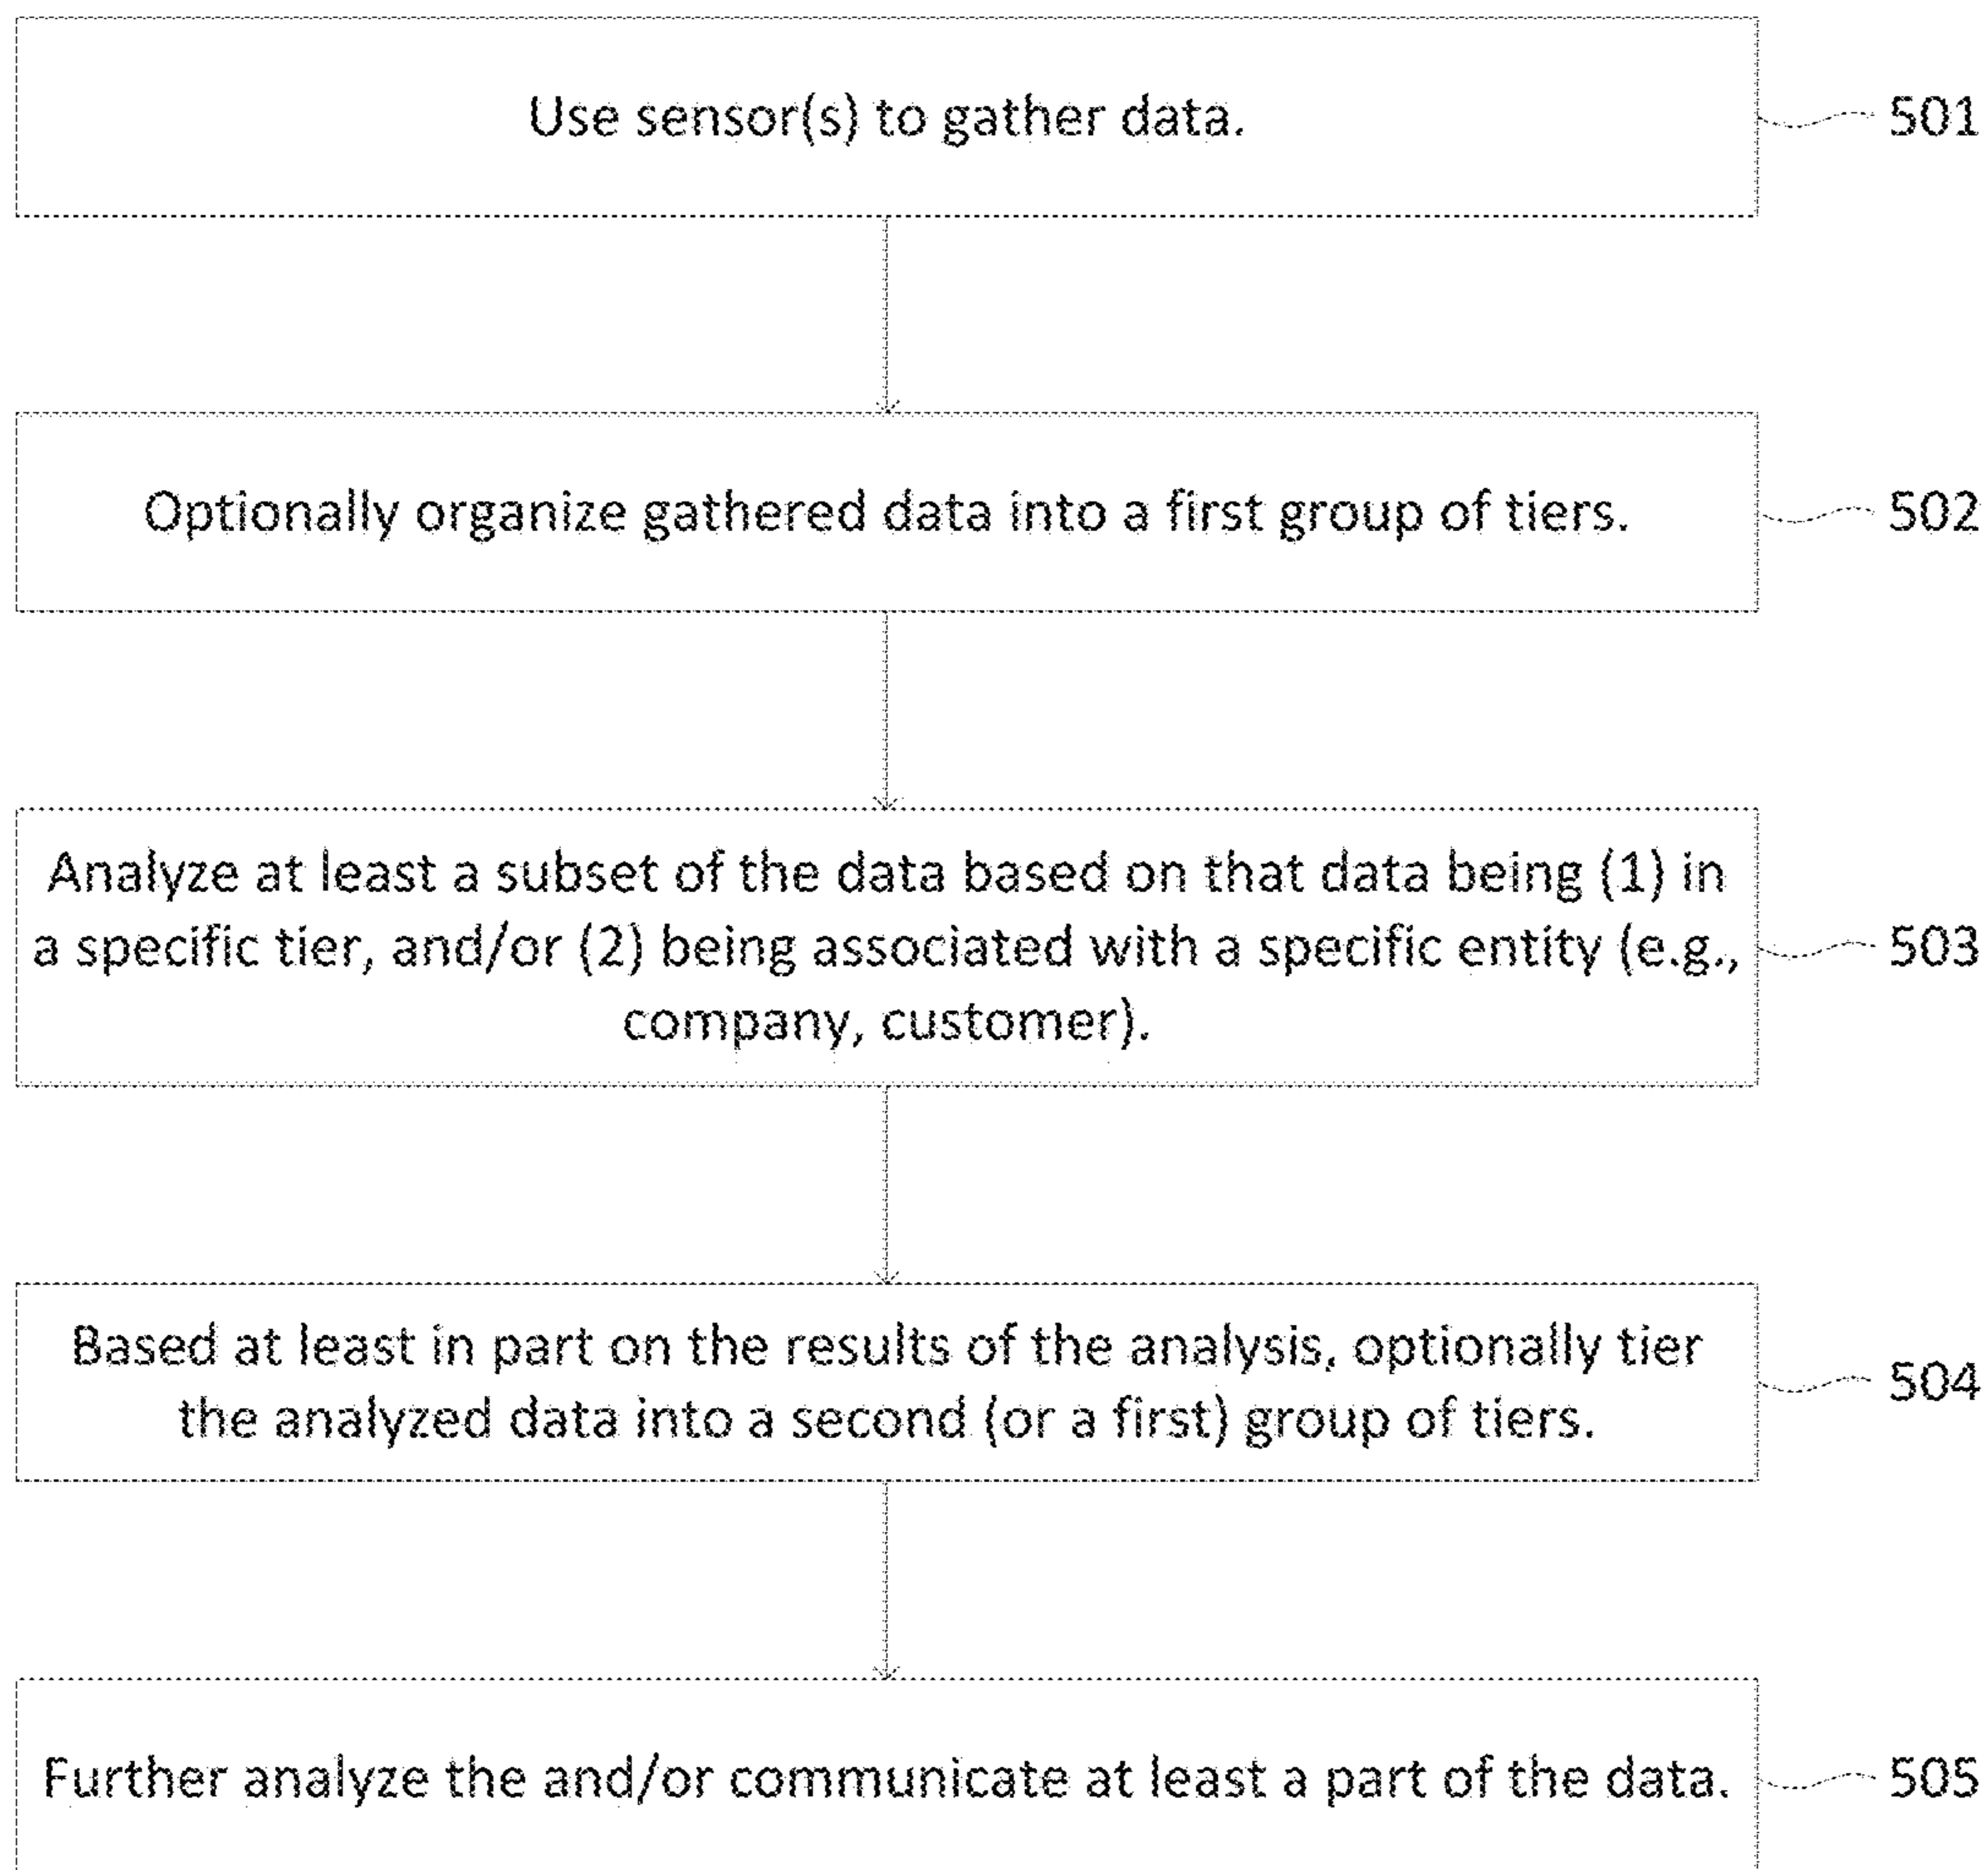 Use sensor(s) to gather data.
501
Optionally organize gathered data into a first group of tiers.
502
Analyze at least a subset of the data based on that data being (1) in
a specific tier, and/or (2) being associated with a specific entity (e.g.,
company, customer).
503
Based at least in part on the results of the analysis, optionally tier
the analyzed data into a second (or a first) group of tiers.
504
Further analyze the and/or communicate at least a part of the data.
505